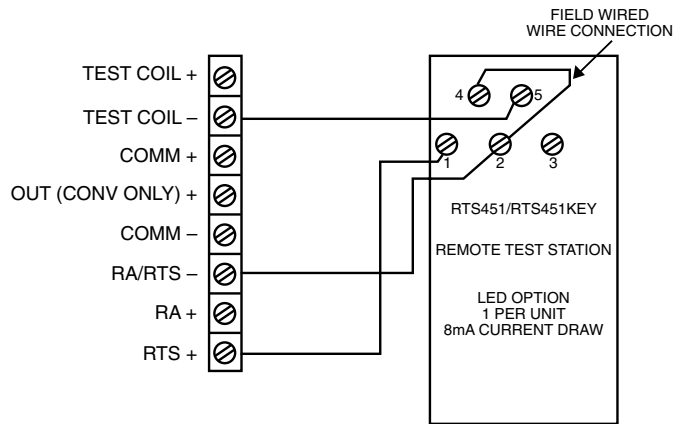 FIELD WIRED
WIRE CONNECTION
TEST COIL +
TEST COIL –
COMM +
OUT (CONV ONLY) +
COMM –
RA/RTS –
RA +
RTS +
4
5
1
2
3
RTS451/RTS451KEY
REMOTE TEST STATION
LED OPTION
1 PER UNIT
8mA CURRENT DRAW